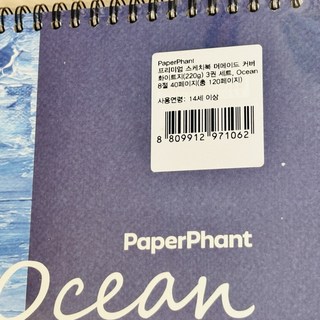 PaperPhant
프리미엄 스케치북 머메이드 커버
화이트지(220g) 3권 세트, Ocean
8절 40페이지(총 120페이지)
사용연령: 14세 이상
8 809912 971062
PaperPhant
Ocean